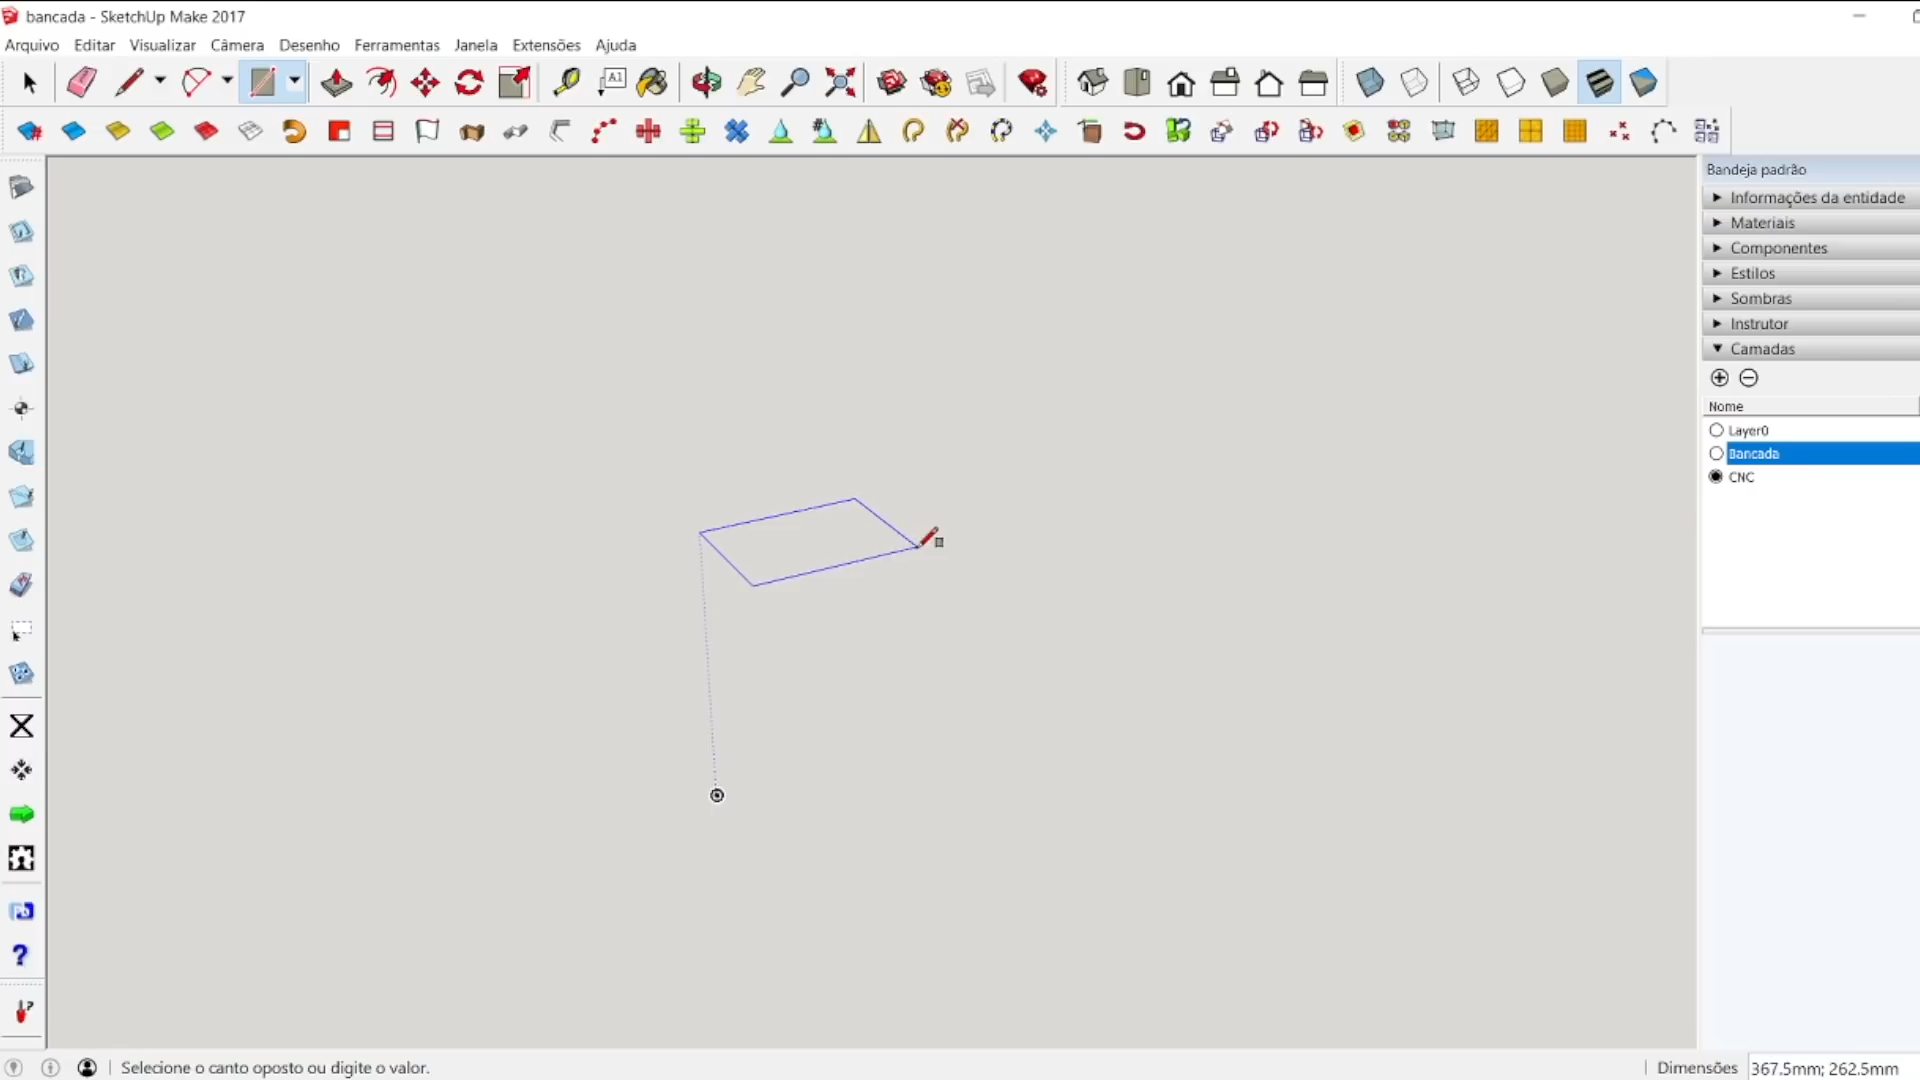 bancada - SketchUp Make 2017
Arquivo Editar Visualizar Câmera Desenho Ferramentas Janela Extensões Ajuda
A1
Bandeja padrão
Informações da entidade
Materiais
Componentes
Estilos
Sombras
Instrutor
Camadas
Nome
Layer0
Bancada
CNC
?
Selecione o canto oposto ou digite o valor.
Dimensões 367.5mm; 262.5mm